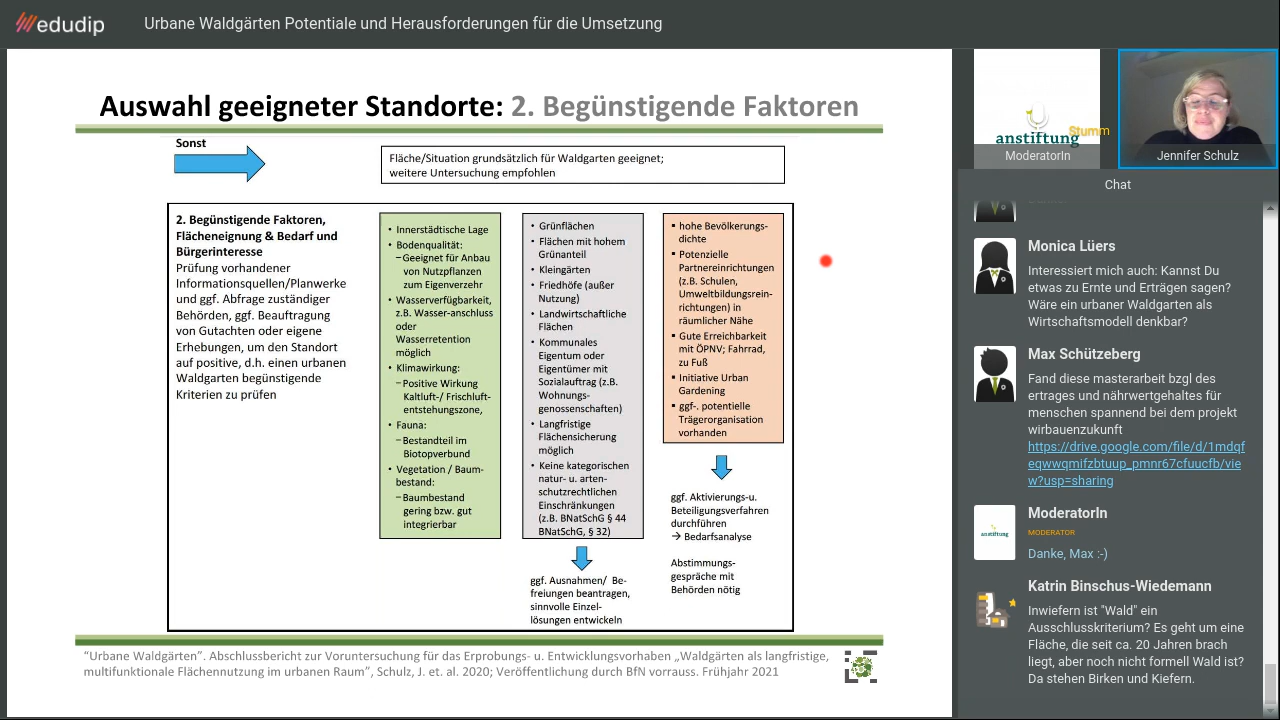 edudip
Urbane Waldgärten Potentiale und Herausforderungen für die Umsetzung
Auswahl geeigneter Standorte: 2. Begünstigende Faktoren
Sonst
Fläche/Situation grundsätzlich für Waldgarten geeignet;
weitere Untersuchung empfohlen
2. Begünstigende Faktoren,
Flächeneignung & Bedarf und
Bürgerinteresse
Prüfung vorhandener
Informationsquellen/Planwerke
und ggf. Abfrage zuständiger
Behörden, ggf. Beauftragung
von Gutachten oder eigene
Erhebungen, um den Standort
auf positive, d.h. einen urbanen
Waldgarten begünstigende
Kriterien zu prüfen
• Innerstädtische Lage
• Bodenqualität:
– Geeignet für Anbau
von Nutzpflanzen
zum Eigenverzehr
• Wasserverfügbarkeit,
z.B. Wasser-anschluss
oder
Wasserretention
möglich
• Klimawirkung:
– Positive Wirkung
Kaltluft-/ Frischluft-
entstehungszone,
• Fauna:
– Bestandteil im
Biotopverbund
• Vegetation / Baum-
bestand:
– Baumbestand
gering bzw. gut
integrierbar
• Grünflächen
• Flächen mit hohem
Grünanteil
• Kleingärten
• Friedhöfe (außer
Nutzung)
• Landwirtschaftliche
Flächen
• Kommunales
Eigentum oder
Eigentümer mit
Sozialauftrag (z.B.
Wohnungs-
genossenschaften)
• Langfristige
Flächensicherung
möglich
• Keine kategorischen
natur- u. arten-
schutzrechtlichen
Einschränkungen
(z.B. BNatSchG § 44
BNatSchG, § 32)
ggf. Ausnahmen/ Be-
freiungen beantragen,
sinnvolle Einzel-
lösungen entwickeln
▪ hohe Bevölkerungs-
dichte
▪ Potenzielle
Partnereinrichtungen
(z.B. Schulen,
Umweltbildungsrein-
richtungen) in
räumlicher Nähe
▪ Gute Erreichbarkeit
mit ÖPNV; Fahrrad,
zu Fuß
▪ Initiative Urban
Gardening
▪ ggf-. potentielle
Trägerorganisation
vorhanden
ggf. Aktivierungs-u.
Beteiligungsverfahren
durchführen
→ Bedarfsanalyse
Abstimmungs-
gespräche mit
Behörden nötig
“Urbane Waldgärten”. Abschlussbericht zur Voruntersuchung für das Erprobungs- u. Entwicklungsvorhaben „Waldgärten als langfristige,
multifunktionale Flächennutzung im urbanen Raum”, Schulz, J. et. al. 2020; Veröffentlichung durch BfN vorrauss. Frühjahr 2021
anstiftung
Stumm
ModeratorIn
Jennifer Schulz
Chat
Monica Lüers
Interessiert mich auch: Kannst Du
etwas zu Ernte und Erträgen sagen?
Wäre ein urbaner Waldgarten als
Wirtschaftsmodell denkbar?
Max Schützeberg
Fand diese masterarbeit bzgl des
ertrages und nährwertgehaltes für
menschen spannend bei dem projekt
wirbauenzukunft
https://drive.google.com/file/d/1mdqf
eqwwqmifzbtuup_pmnr67cfuucfb/vie
w?usp=sharing
ModeratorIn
MODERATOR
anstiftung
Danke, Max :-)
Katrin Binschus-Wiedemann
Inwiefern ist "Wald" ein
Ausschlusskriterium? Es geht um eine
Fläche, die seit ca. 20 Jahren brach
liegt, aber noch nicht formell Wald ist?
Da stehen Birken und Kiefern.